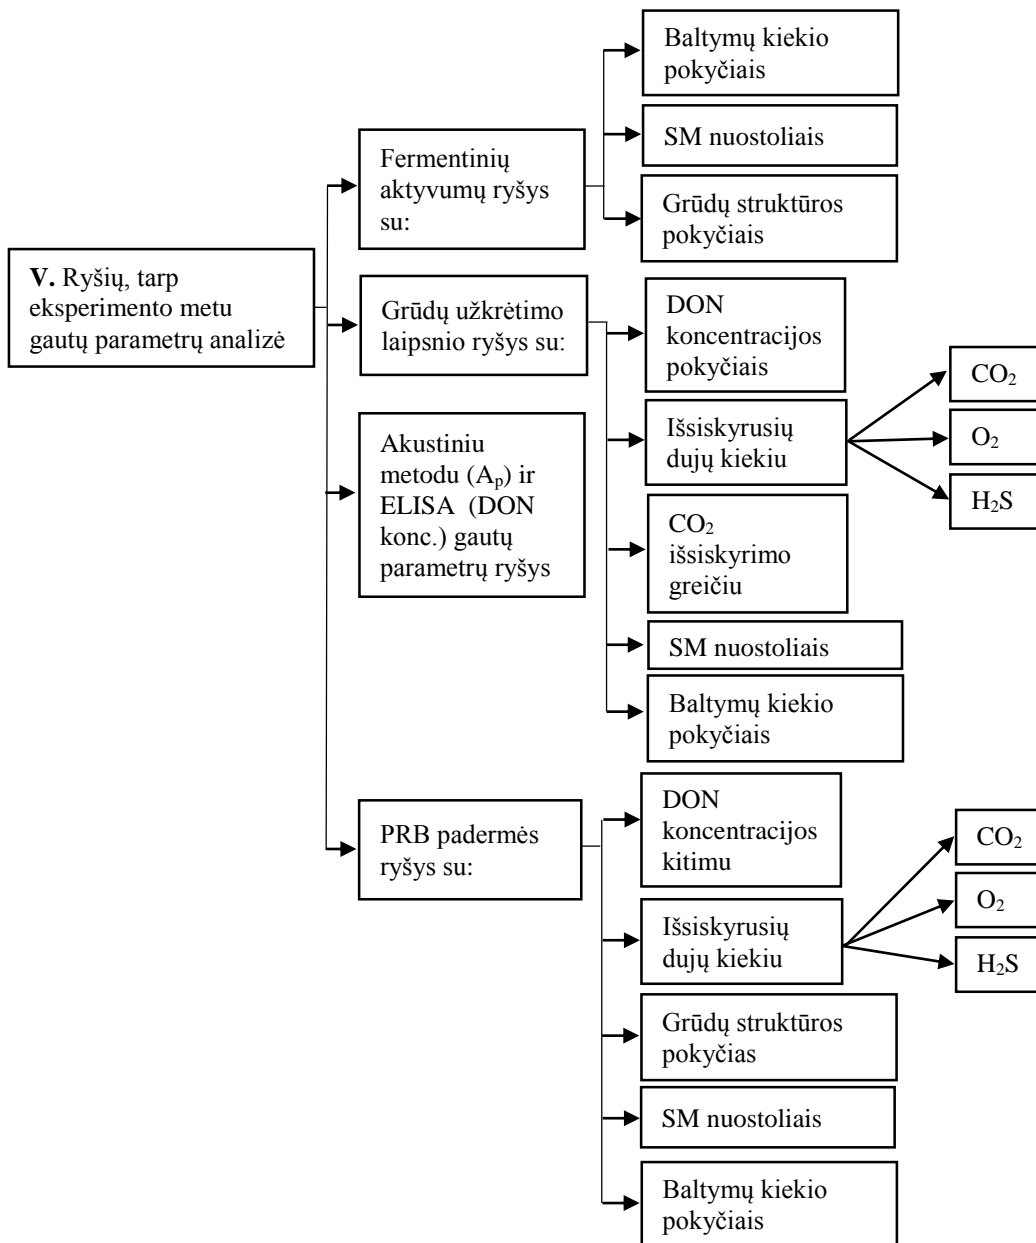 V. Ryšių, tarp
eksperimento metu
gautų parametrų analizė
Fermentinių
aktyvumų ryšys
su:
Baltymų kiekio
pokyčiais
SM nuostoliais
Grūdų struktūros
pokyčiais
Grūdų užkrėtimo
laipsnio ryšys su:
DON
koncentracijos
pokyčiais
Išsiskyrusių
dujų kiekiu
CO₂
O₂
H₂S
CO₂
išsiskyrimo
greičiu
SM nuostoliais
Baltymų kiekio
pokyčiais
Akustiniu
metodu (Aₚ) ir
ELISA (DON
konc.) gautų
parametrų ryšys
PRB padermės
ryšys su:
DON
koncentracijos
kitimu
Išsiskyrusių
dujų kiekiu
CO₂
O₂
H₂S
Grūdų struktūros
pokyčias
SM nuostoliais
Baltymų kiekio
pokyčiais